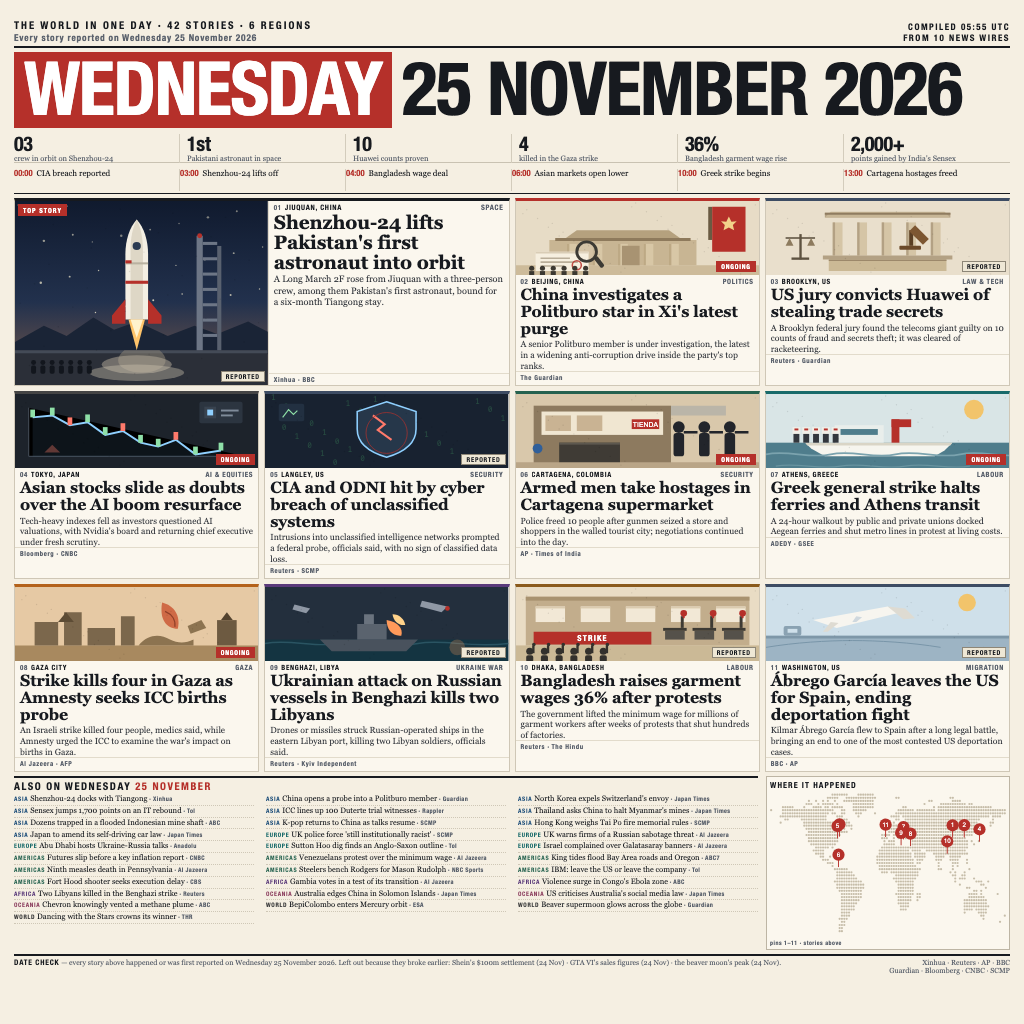 THE WORLD IN ONE DAY · 42 STORIES · 6 REGIONS
Every story reported on Wednesday 25 November 2026
COMPILED 05:55 UTC
FROM 10 NEWS WIRES
WEDNESDAY 25 NOVEMBER 2026
03
crew in orbit on Shenzhou-24
1st
Pakistani astronaut in space
10
Huawei counts proven
4
killed in the Gaza strike
36%
Bangladesh garment wage rise
2,000+
points gained by India's Sensex
00:00 CIA breach reported
03:00 Shenzhou-24 lifts off
04:00 Bangladesh wage deal
06:00 Asian markets open lower
10:00 Greek strike begins
13:00 Cartagena hostages freed
TOP STORY
REPORTED
01 JIUQUAN, CHINA
SPACE
Shenzhou-24 lifts
Pakistan's first
astronaut into orbit
A Long March 2F rose from Jiuquan with a three-person
crew, among them Pakistan's first astronaut, bound for
a six-month Tiangong stay.
Xinhua · BBC
ONGOING
02 BEIJING, CHINA
POLITICS
China investigates a
Politburo star in Xi's latest
purge
A senior Politburo member is under investigation, the latest
in a widening anti-corruption drive inside the party's top
ranks.
The Guardian
REPORTED
03 BROOKLYN, US
LAW & TECH
US jury convicts Huawei of
stealing trade secrets
A Brooklyn federal jury found the telecoms giant guilty on 10
counts of fraud and secrets theft; it was cleared of
racketeering.
Reuters · Guardian
ONGOING
04 TOKYO, JAPAN
AI & EQUITIES
Asian stocks slide as doubts
over the AI boom resurface
Tech-heavy indexes fell as investors questioned AI
valuations, with Nvidia's board and returning chief executive
under fresh scrutiny.
Bloomberg · CNBC
REPORTED
05 LANGLEY, US
SECURITY
CIA and ODNI hit by cyber
breach of unclassified
systems
Intrusions into unclassified intelligence networks prompted
a federal probe, officials said, with no sign of classified data
loss.
Reuters · SCMP
TIENDA
ONGOING
06 CARTAGENA, COLOMBIA
SECURITY
Armed men take hostages in
Cartagena supermarket
Police freed 10 people after gunmen seized a store and
shoppers in the walled tourist city; negotiations continued
into the day.
AP · Times of India
ONGOING
07 ATHENS, GREECE
LABOUR
Greek general strike halts
ferries and Athens transit
A 24-hour walkout by public and private unions docked
Aegean ferries and shut metro lines in protest at living costs.
ADEDY · GSEE
ONGOING
08 GAZA CITY
GAZA
Strike kills four in Gaza as
Amnesty seeks ICC births
probe
An Israeli strike killed four people, medics said, while
Amnesty urged the ICC to examine the war's impact on
births in Gaza.
Al Jazeera · AFP
REPORTED
09 BENGHAZI, LIBYA
UKRAINE WAR
Ukrainian attack on Russian
vessels in Benghazi kills two
Libyans
Drones or missiles struck Russian-operated ships in the
eastern Libyan port, killing two Libyan soldiers, officials
said.
Reuters · Kyiv Independent
STRIKE
REPORTED
10 DHAKA, BANGLADESH
LABOUR
Bangladesh raises garment
wages 36% after protests
The government lifted the minimum wage for millions of
garment workers after weeks of protests that shut hundreds
of factories.
Reuters · The Hindu
REPORTED
11 WASHINGTON, US
MIGRATION
Ábrego García leaves the US
for Spain, ending
deportation fight
Kilmar Ábrego García flew to Spain after a long legal battle,
bringing an end to one of the most contested US deportation
cases.
BBC · AP
ALSO ON WEDNESDAY 25 NOVEMBER
ASIA Shenzhou-24 docks with Tiangong · Xinhua
ASIA Sensex jumps 1,700 points on an IT rebound · ToI
ASIA Dozens trapped in a flooded Indonesian mine shaft · ABC
ASIA Japan to amend its self-driving car law · Japan Times
EUROPE Abu Dhabi hosts Ukraine-Russia talks · Anadolu
AMERICAS Futures slip before a key inflation report · CNBC
AMERICAS Ninth measles death in Pennsylvania · Al Jazeera
AMERICAS Fort Hood shooter seeks execution delay · CBS
AFRICA Two Libyans killed in the Benghazi strike · Reuters
OCEANIA Chevron knowingly vented a methane plume · ABC
WORLD Dancing with the Stars crowns its winner · THR
ASIA China opens a probe into a Politburo member · Guardian
ASIA ICC lines up 100 Duterte trial witnesses · Rappler
ASIA K-pop returns to China as talks resume · SCMP
EUROPE UK police force 'still institutionally racist' · SCMP
EUROPE Sutton Hoo dig finds an Anglo-Saxon outline · ToI
AMERICAS Venezuelans protest over the minimum wage · Al Jazeera
AMERICAS Steelers bench Rodgers for Mason Rudolph · NBC Sports
AFRICA Gambia votes in a test of its transition · Al Jazeera
OCEANIA Australia edges China in Solomon Islands · Japan Times
WORLD BepiColombo enters Mercury orbit · ESA
ASIA North Korea expels Switzerland's envoy · Japan Times
ASIA Thailand asks China to halt Myanmar's mines · Japan Times
ASIA Hong Kong weighs Tai Po fire memorial rules · SCMP
EUROPE UK warns firms of a Russian sabotage threat · Al Jazeera
EUROPE Israel complained over Galatasaray banners · Al Jazeera
AMERICAS King tides flood Bay Area roads and Oregon · ABC7
AMERICAS IBM: leave the US or leave the company · ToI
AFRICA Violence surge in Congo's Ebola zone · ABC
OCEANIA US criticises Australia's social media law · Japan Times
WORLD Beaver supermoon glows across the globe · Guardian
WHERE IT HAPPENED
5
11
7
9
8
1
2
4
10
6
pins 1–11 · stories above
DATE CHECK — every story above happened or was first reported on Wednesday 25 November 2026. Left out because they broke earlier: Shein's $100m settlement (24 Nov) · GTA VI's sales figures (24 Nov) · the beaver moon's peak (24 Nov).
Xinhua · Reuters · AP · BBC
Guardian · Bloomberg · CNBC · SCMP